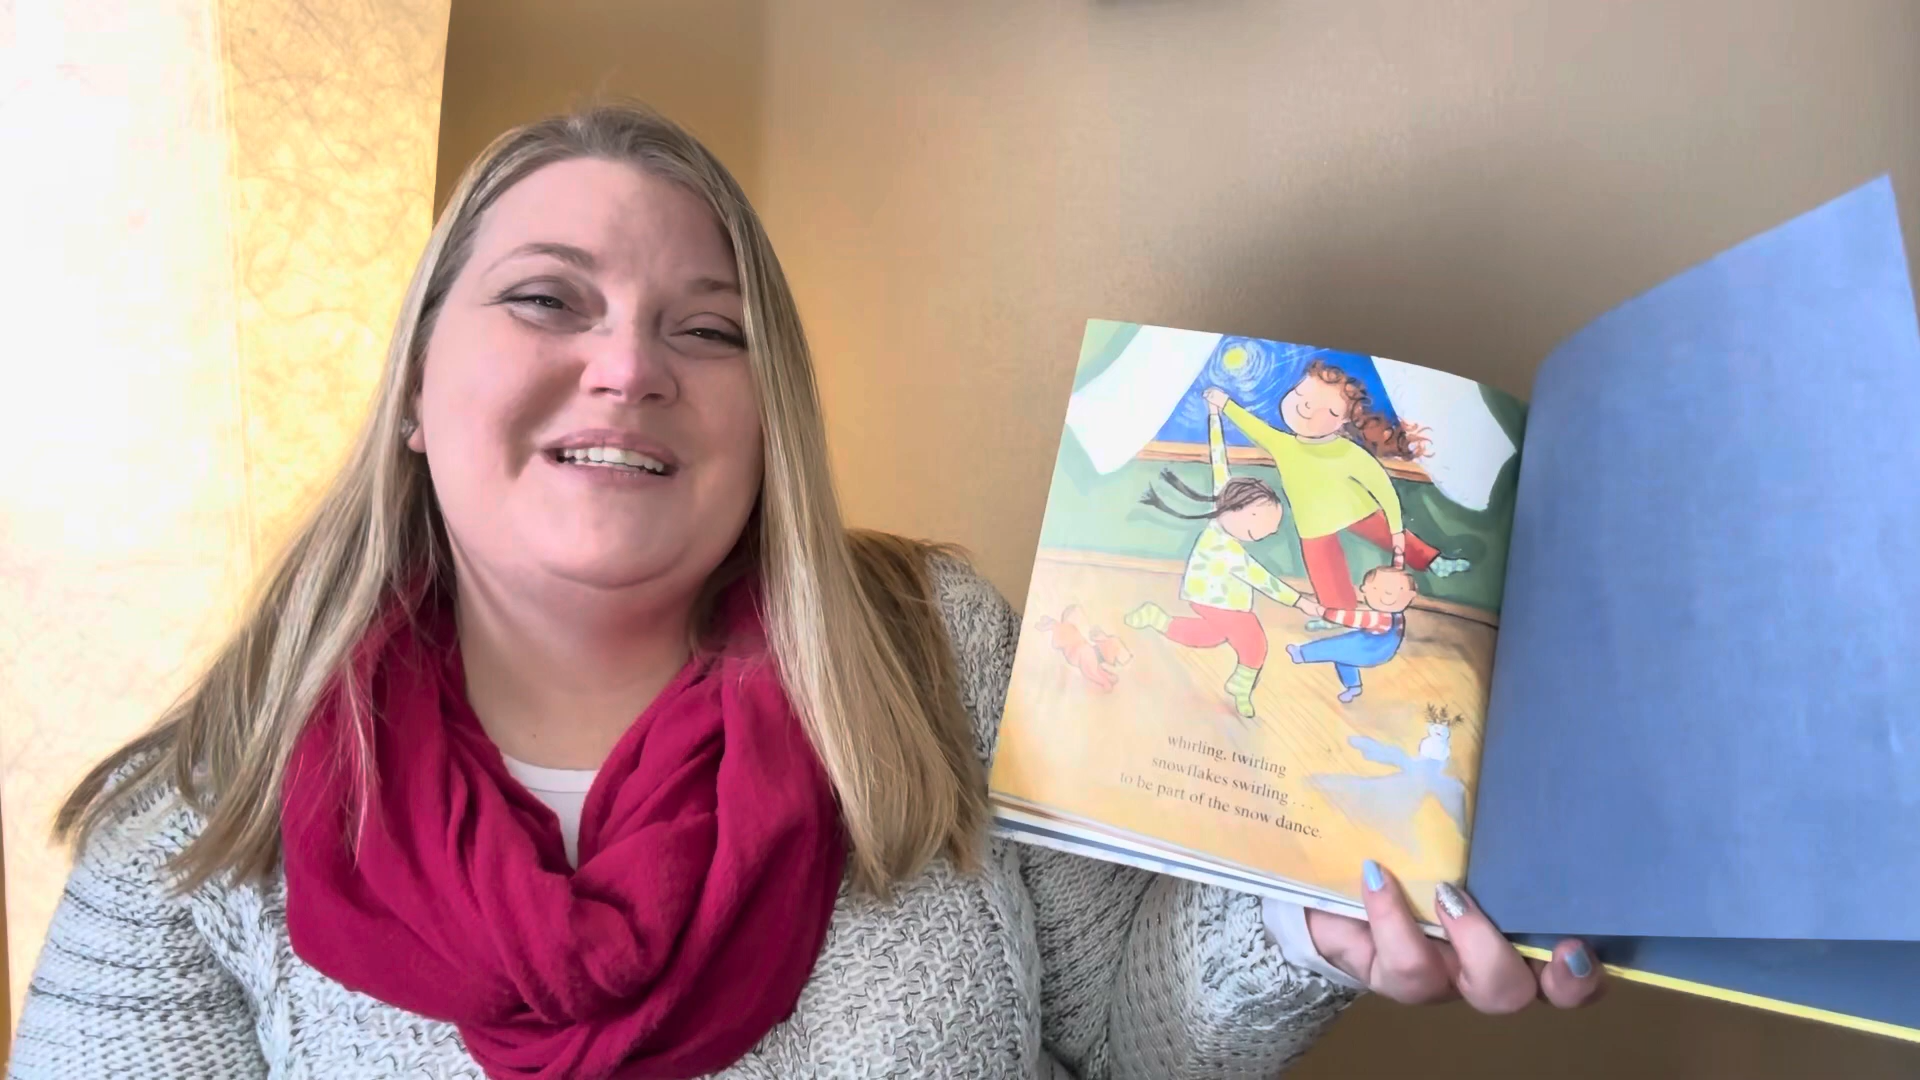 whirling, twirling
snowflakes swirling . . .
to be part of the snow dance.